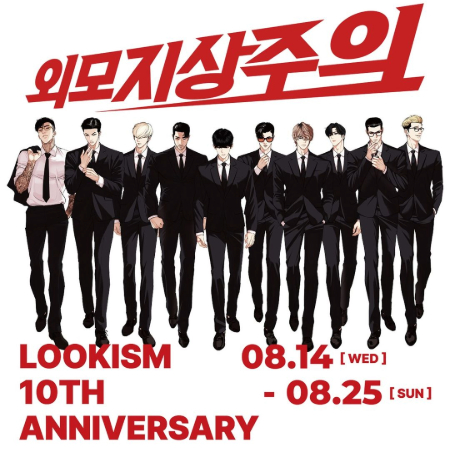 외모지상주의
LOOKISM 08.14 [ WED ]
10TH - 08.25 [ SUN ]
ANNIVERSARY